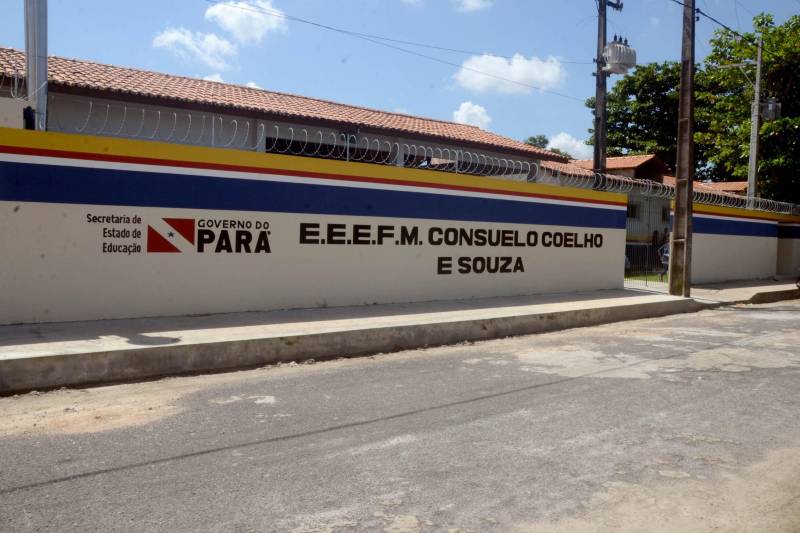 Secretaria de
Estado de
Educação
GOVERNO DO
PARÁ
E.E.E.F.M. CONSUELO COELHO
E SOUZA